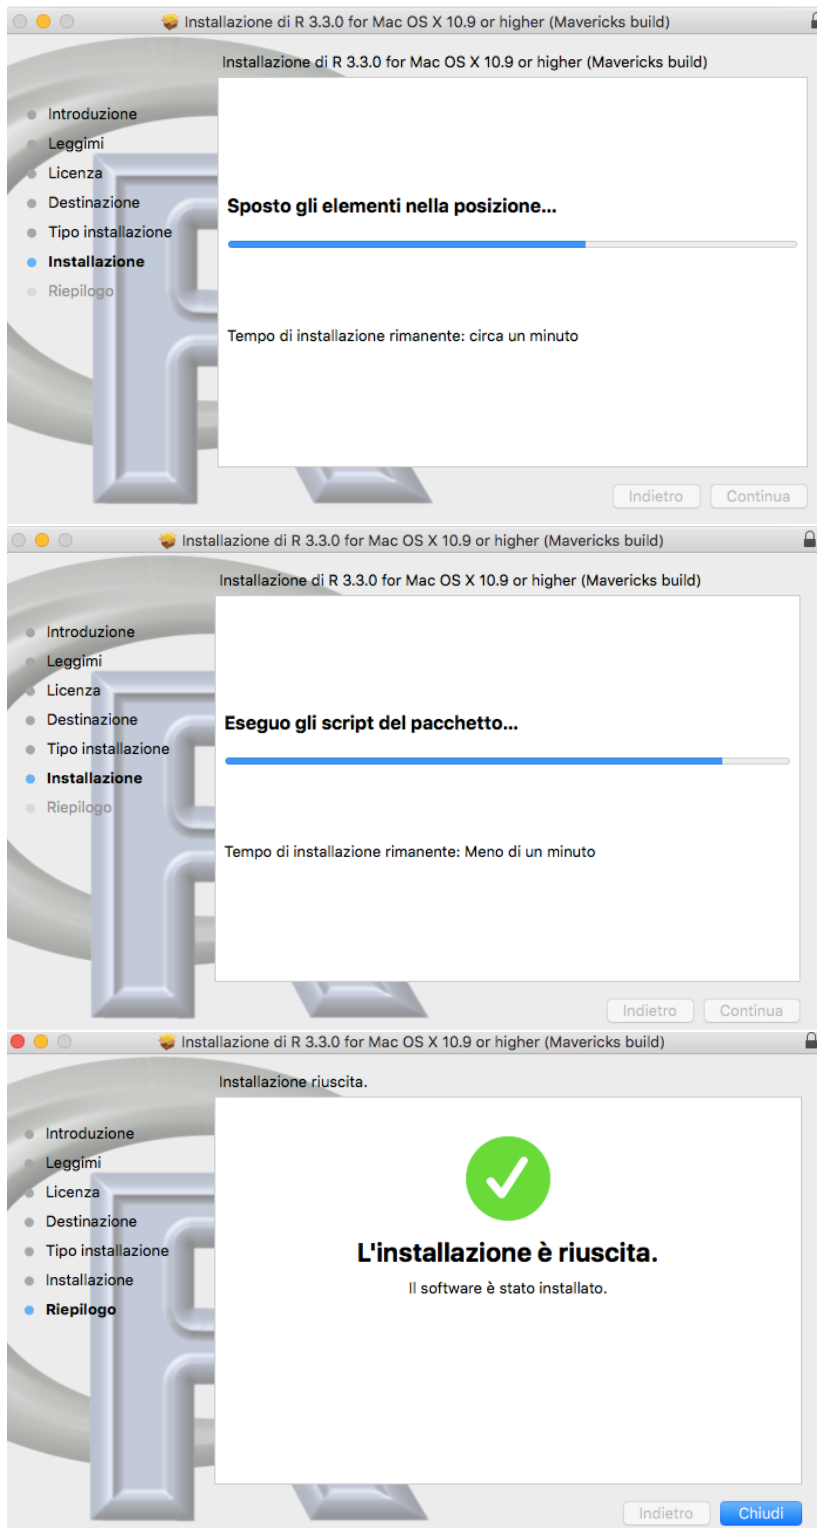 Installazione di R 3.3.0 for Mac OS X 10.9 or higher (Mavericks build)
Installazione di R 3.3.0 for Mac OS X 10.9 or higher (Mavericks build)
Introduzione
Leggimi
Licenza
Destinazione
Tipo installazione
Installazione
Riepilogo
Sposto gli elementi nella posizione...
Tempo di installazione rimanente: circa un minuto
Indietro
Continua
Installazione di R 3.3.0 for Mac OS X 10.9 or higher (Mavericks build)
Installazione di R 3.3.0 for Mac OS X 10.9 or higher (Mavericks build)
Introduzione
Leggimi
Licenza
Destinazione
Tipo installazione
Installazione
Riepilogo
Eseguo gli script del pacchetto...
Tempo di installazione rimanente: Meno di un minuto
Indietro
Continua
Installazione di R 3.3.0 for Mac OS X 10.9 or higher (Mavericks build)
Installazione riuscita.
Introduzione
Leggimi
Licenza
Destinazione
Tipo installazione
Installazione
Riepilogo
L'installazione è riuscita.
Il software è stato installato.
Indietro
Chiudi